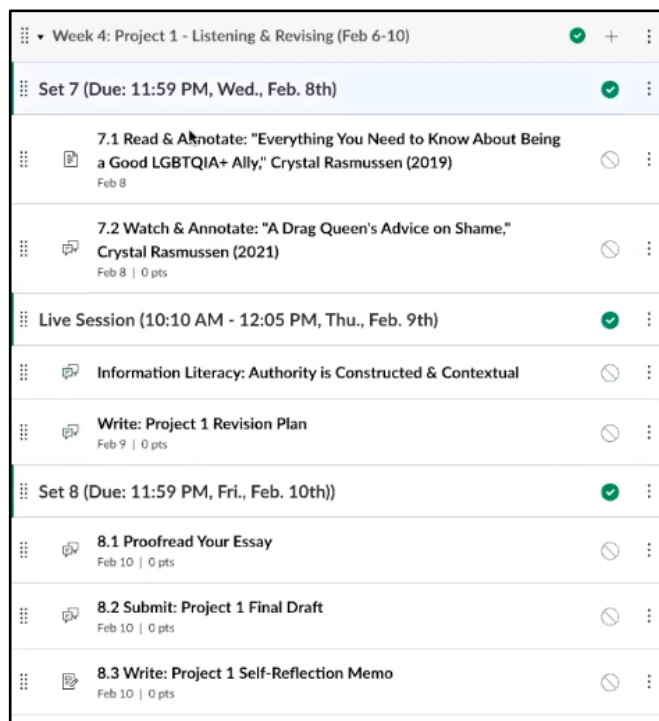 Week 4: Project 1 - Listening & Revising (Feb 6-10)
Set 7 (Due: 11:59 PM, Wed., Feb. 8th)
7.1 Read & Annotate: "Everything You Need to Know About Being
a Good LGBTQIA+ Ally," Crystal Rasmussen (2019)
Feb 8
7.2 Watch & Annotate: "A Drag Queen's Advice on Shame,"
Crystal Rasmussen (2021)
Feb 8 | 0 pts
Live Session (10:10 AM - 12:05 PM, Thu., Feb. 9th)
Information Literacy: Authority is Constructed & Contextual
Write: Project 1 Revision Plan
Feb 9 | 0 pts
Set 8 (Due: 11:59 PM, Fri., Feb. 10th))
8.1 Proofread Your Essay
Feb 10 | 0 pts
8.2 Submit: Project 1 Final Draft
Feb 10 | 0 pts
8.3 Write: Project 1 Self-Reflection Memo
Feb 10 | 0 pts